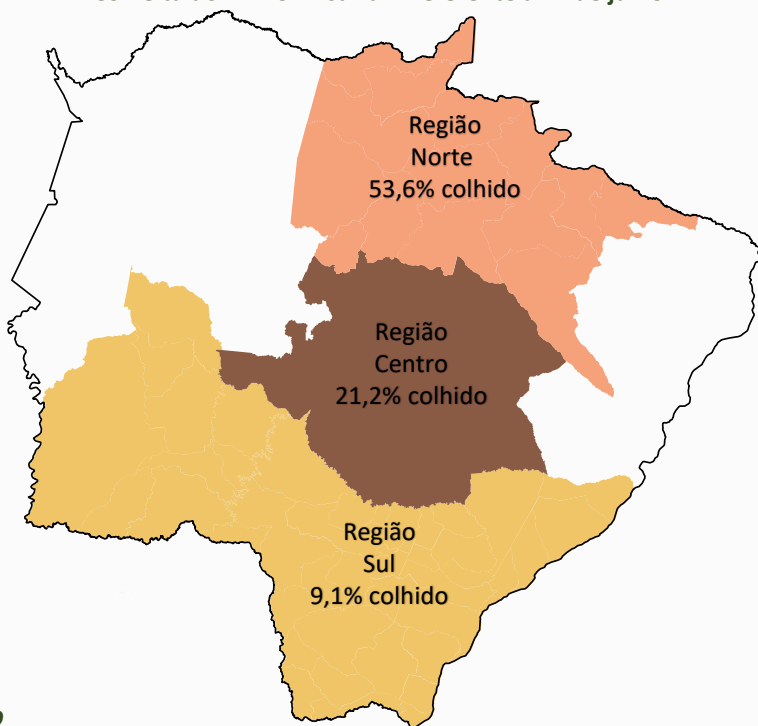 Região
Norte
53,6% colhido
Região
Centro
21,2% colhido
Região
Sul
9,1% colhido